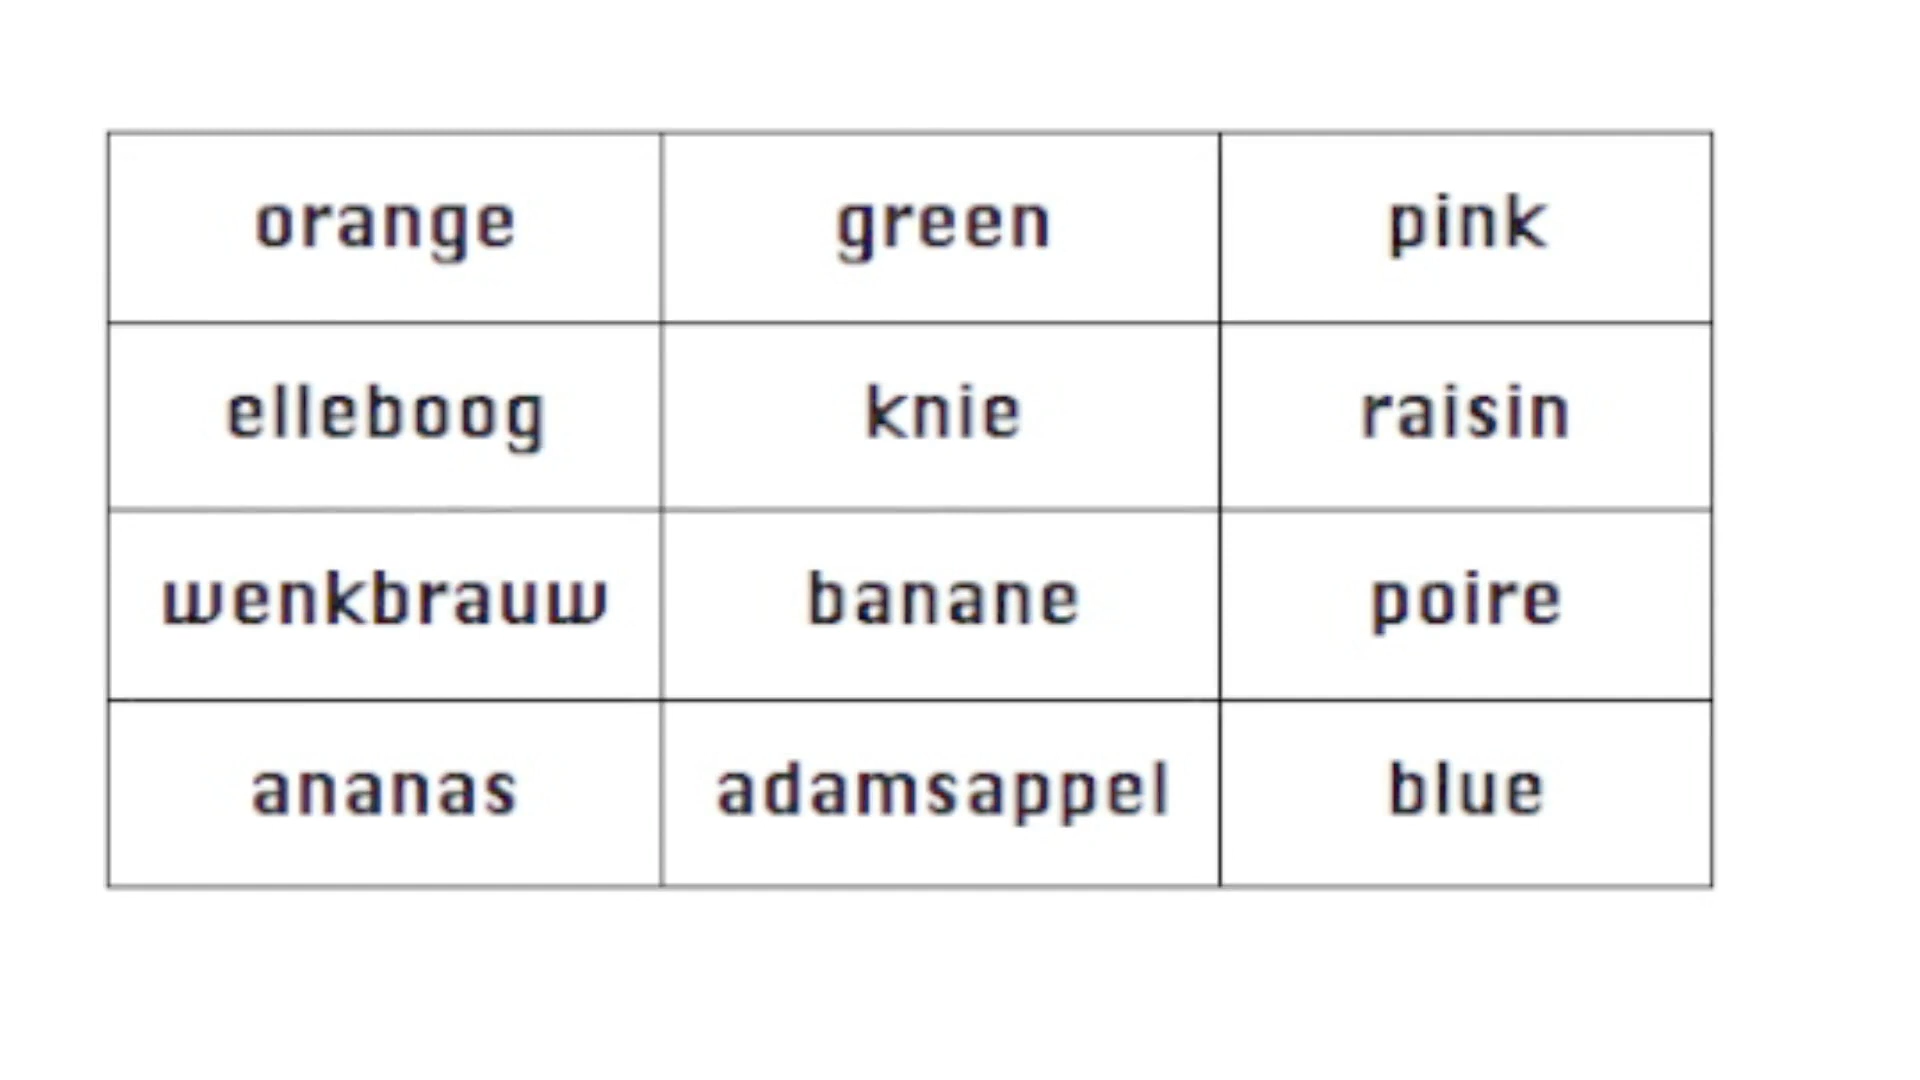 orange green pink
elleboog knie raisin
wenkbrauw banane poire
ananas adamsappel blue